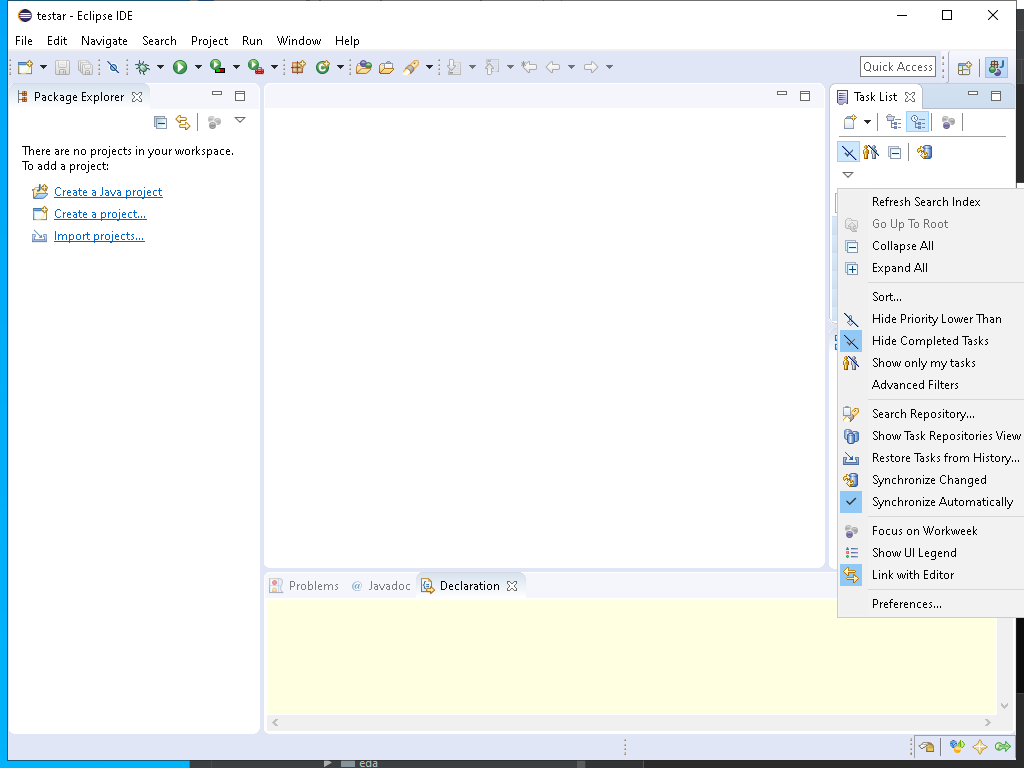 testar - Eclipse IDE
File Edit Navigate Search Project Run Window Help
Quick Access
Package Explorer
Task List
There are no projects in your workspace.
To add a project:
Create a Java project
Create a project...
Import projects...
Refresh Search Index
Go Up To Root
Collapse All
Expand All
Sort...
Hide Priority Lower Than
Hide Completed Tasks
Show only my tasks
Advanced Filters
Search Repository...
Show Task Repositories View
Restore Tasks from History...
Synchronize Changed
Synchronize Automatically
Focus on Workweek
Show UI Legend
Link with Editor
Preferences...
Problems @ Javadoc Declaration
eda